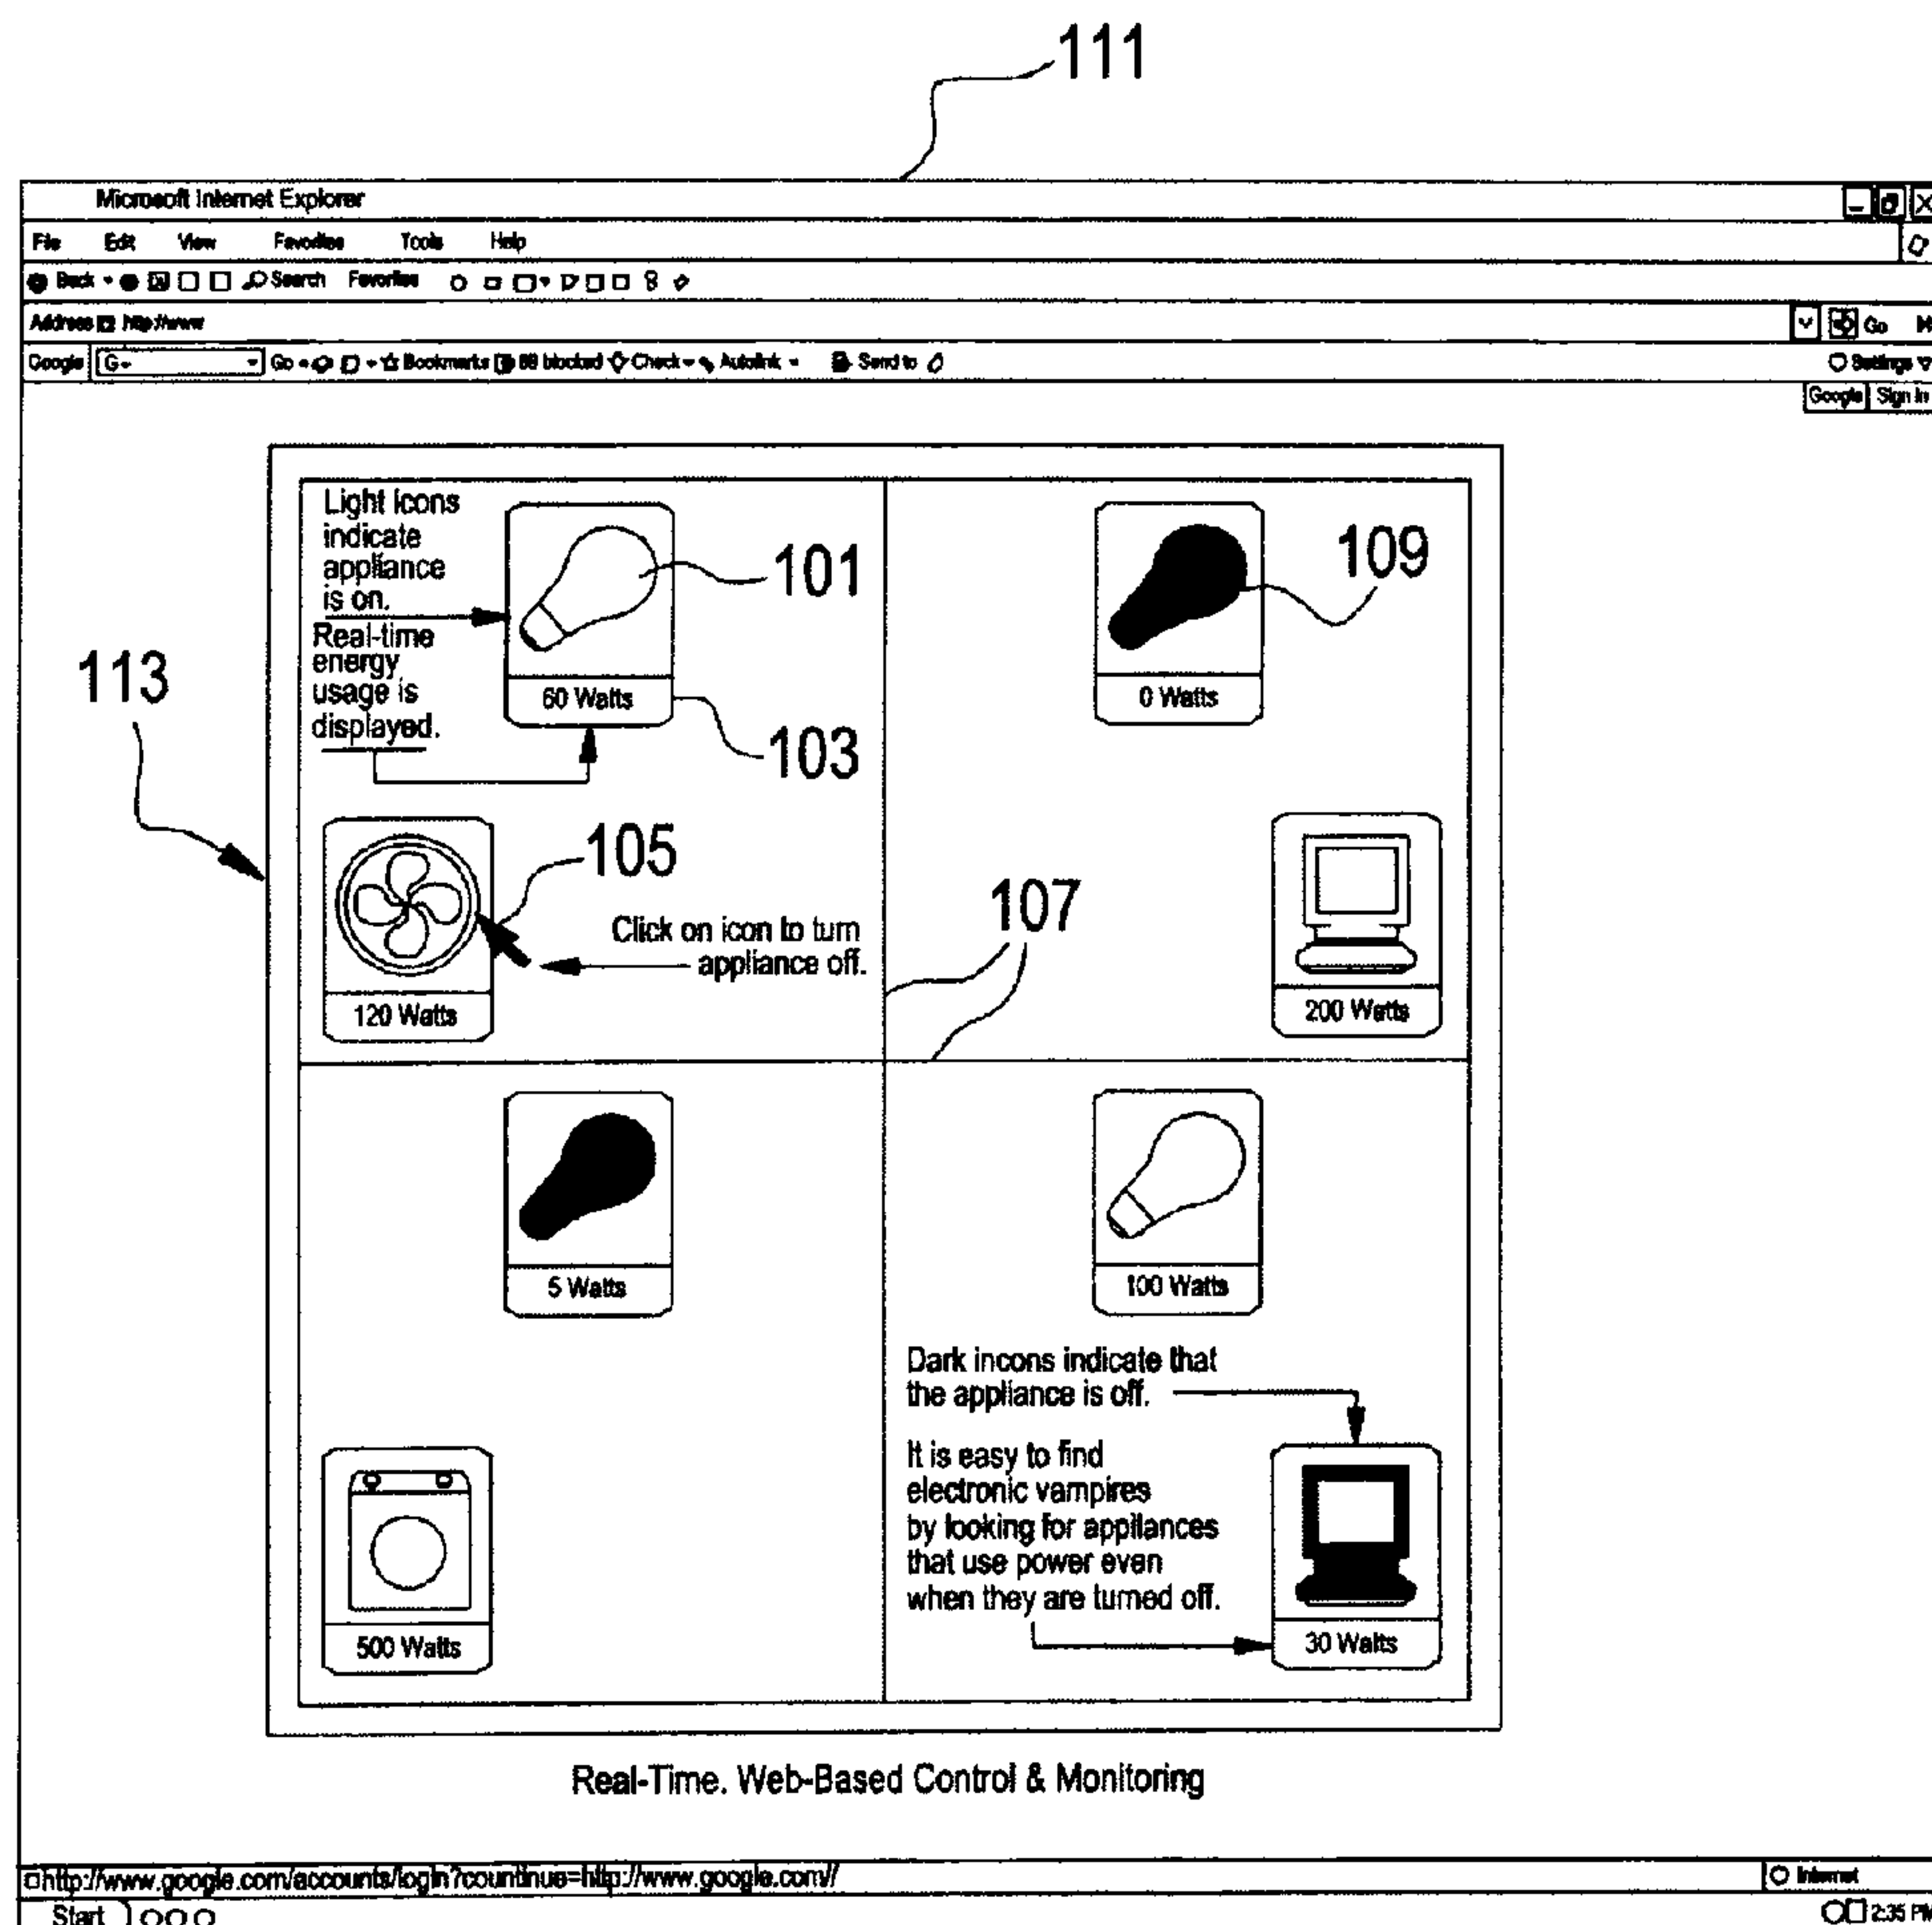 111
Microsoft Internet Explorer
File Edit View Favorites Tools Help
Back Search Favorites
Address http://www Go
Google G Go Bookmarks 69 blocked Check Autolink Send to Settings
Google Sign In
Light Icons
indicate
appliance
is on.
Real-time
energy
usage is
displayed.
60 Watts
101
103
0 Watts
109
113
105
Click on icon to turn
appliance off.
120 Watts
107
200 Watts
5 Watts
100 Watts
Dark incons indicate that
the appliance is off.
It is easy to find
electronic vampires
by looking for appliances
that use power even
when they are turned off.
500 Watts
30 Watts
Real-Time. Web-Based Control & Monitoring
http://www.google.com/accounts/login?countinue=http://www.google.com// Internet
Start 2:35 PM